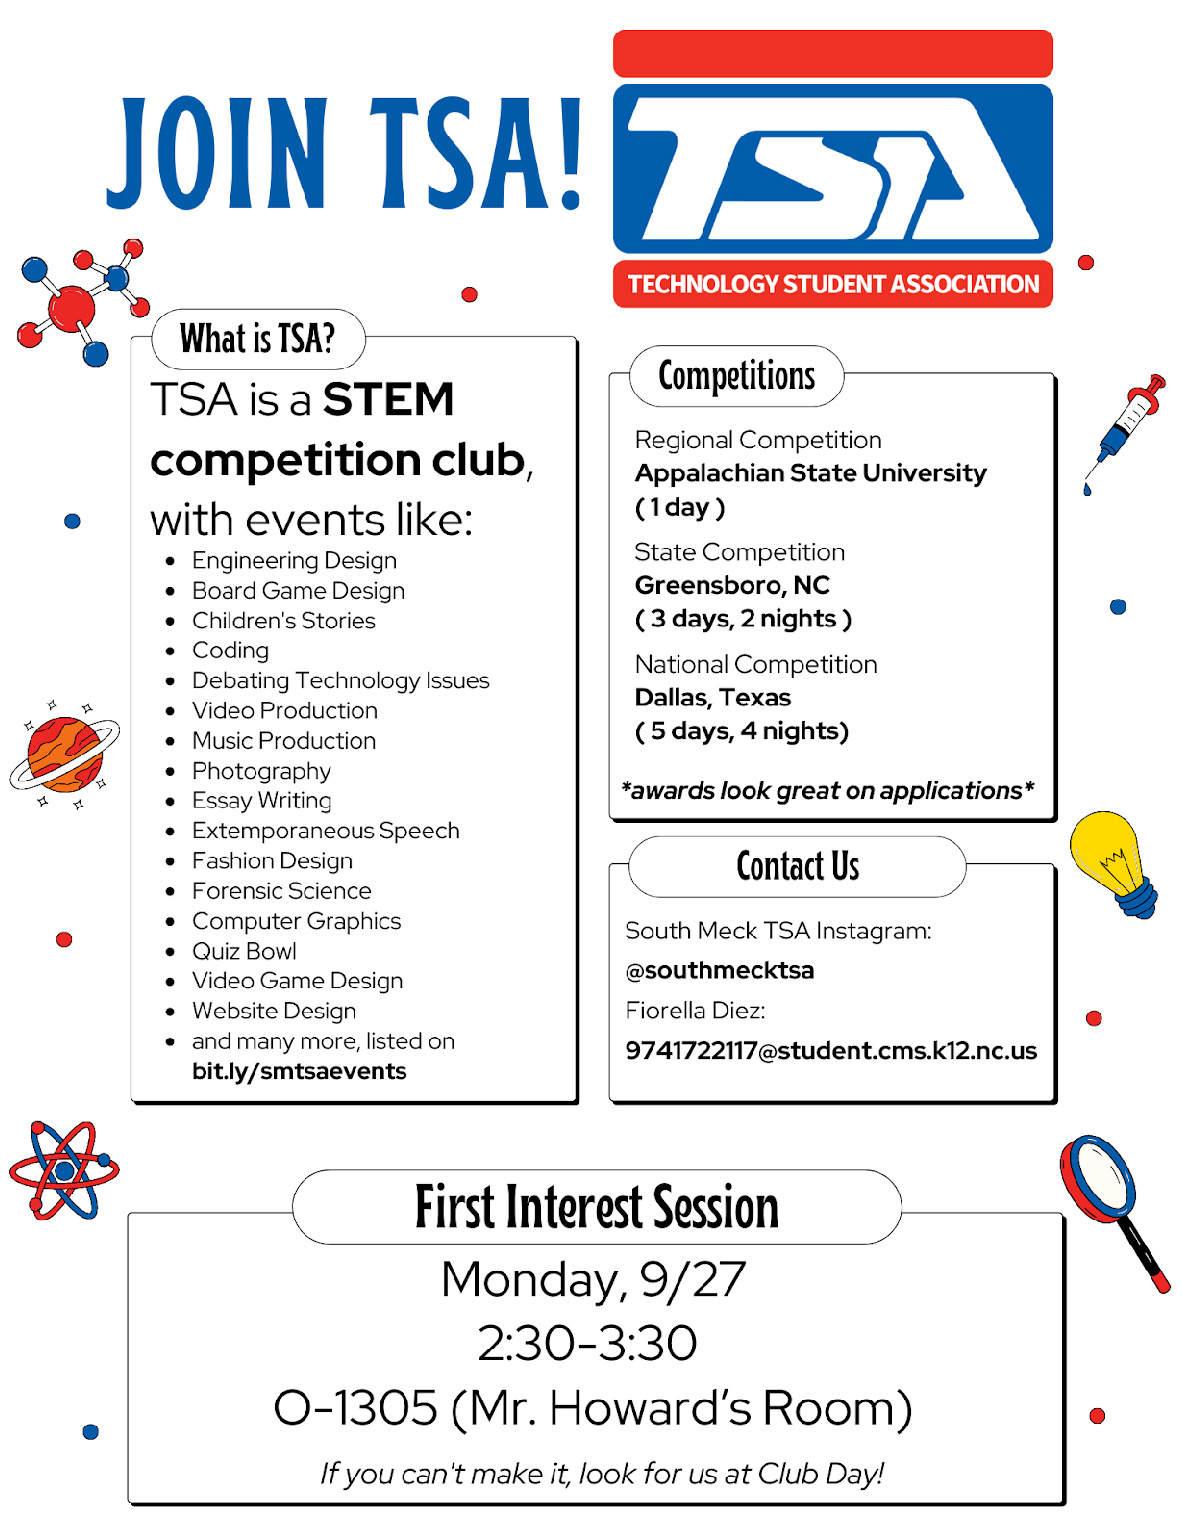 JOIN TSA!
TSA
TECHNOLOGY STUDENT ASSOCIATION
What is TSA?
TSA is a STEM
competition club,
with events like:
• Engineering Design
• Board Game Design
• Children's Stories
• Coding
• Debating Technology Issues
• Video Production
• Music Production
• Photography
• Essay Writing
• Extemporaneous Speech
• Fashion Design
• Forensic Science
• Computer Graphics
• Quiz Bowl
• Video Game Design
• Website Design
• and many more, listed on
bit.ly/smtsaevents
Competitions
Regional Competition
Appalachian State University
( 1 day )
State Competition
Greensboro, NC
( 3 days, 2 nights )
National Competition
Dallas, Texas
( 5 days, 4 nights)
*awards look great on applications*
Contact Us
South Meck TSA Instagram:
@southmecktsa
Fiorella Diez:
9741722117@student.cms.k12.nc.us
First Interest Session
Monday, 9/27
2:30-3:30
O-1305 (Mr. Howard's Room)
If you can't make it, look for us at Club Day!